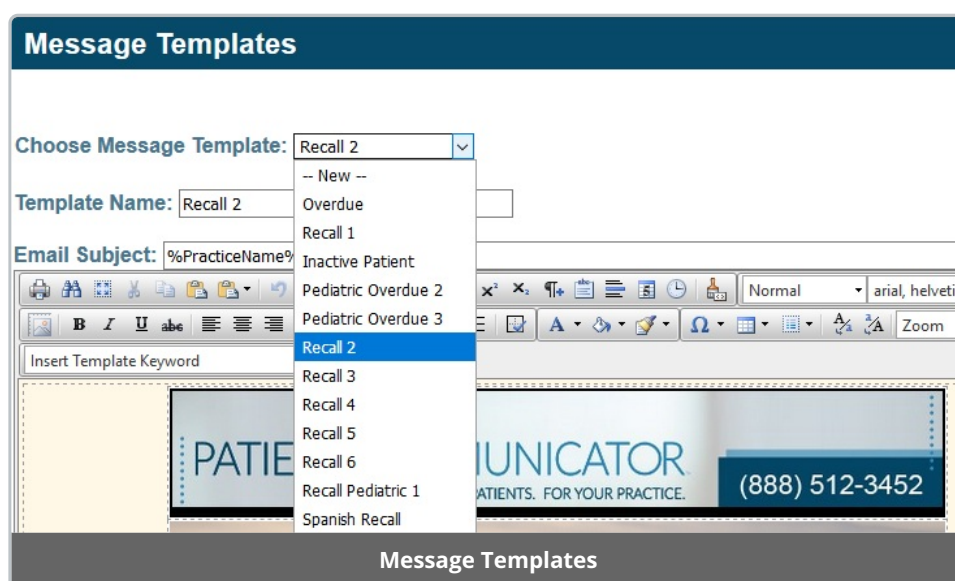 Message Templates
Choose Message Template: Recall 2
-- New --
Template Name: Recall 2
Overdue
Recall 1
Email Subject: %PracticeName%
Inactive Patient
Pediatric Overdue 2
Normal arial, helveti
Pediatric Overdue 3
B I U abc A Ω Zoom
Recall 2
Insert Template Keyword
Recall 3
Recall 4
Recall 5
PATIE UNICATOR
Recall 6
(888) 512-3452
Recall Pediatric 1
ATIENTS. FOR YOUR PRACTICE.
Spanish Recall
Message Templates